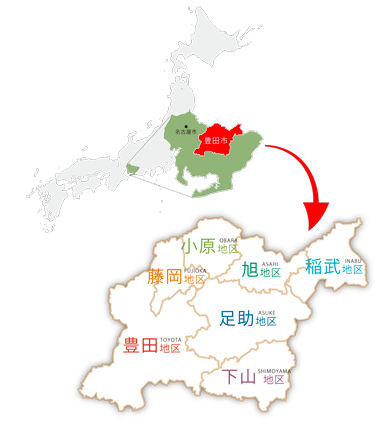 名古屋市
豊田市
小原地区 OBARA
旭地区 ASAHI
稲武地区 INABU
藤岡地区 FUJIOKA
足助地区 ASUKE
豊田地区 TOYOTA
下山地区 SHIMOYAMA